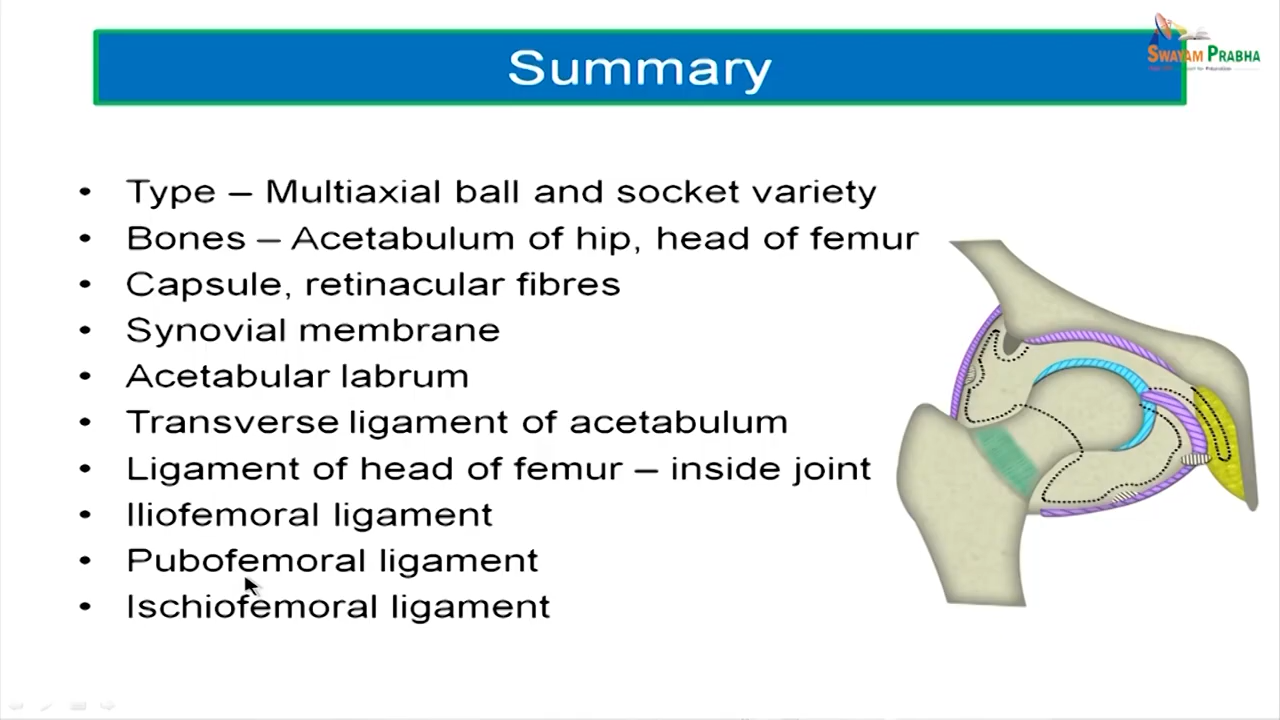 Summary
SWAYAM PRABHA
• Type – Multiaxial ball and socket variety
• Bones – Acetabulum of hip, head of femur
• Capsule, retinacular fibres
• Synovial membrane
• Acetabular labrum
• Transverse ligament of acetabulum
• Ligament of head of femur – inside joint
• Iliofemoral ligament
• Pubofemoral ligament
• Ischiofemoral ligament